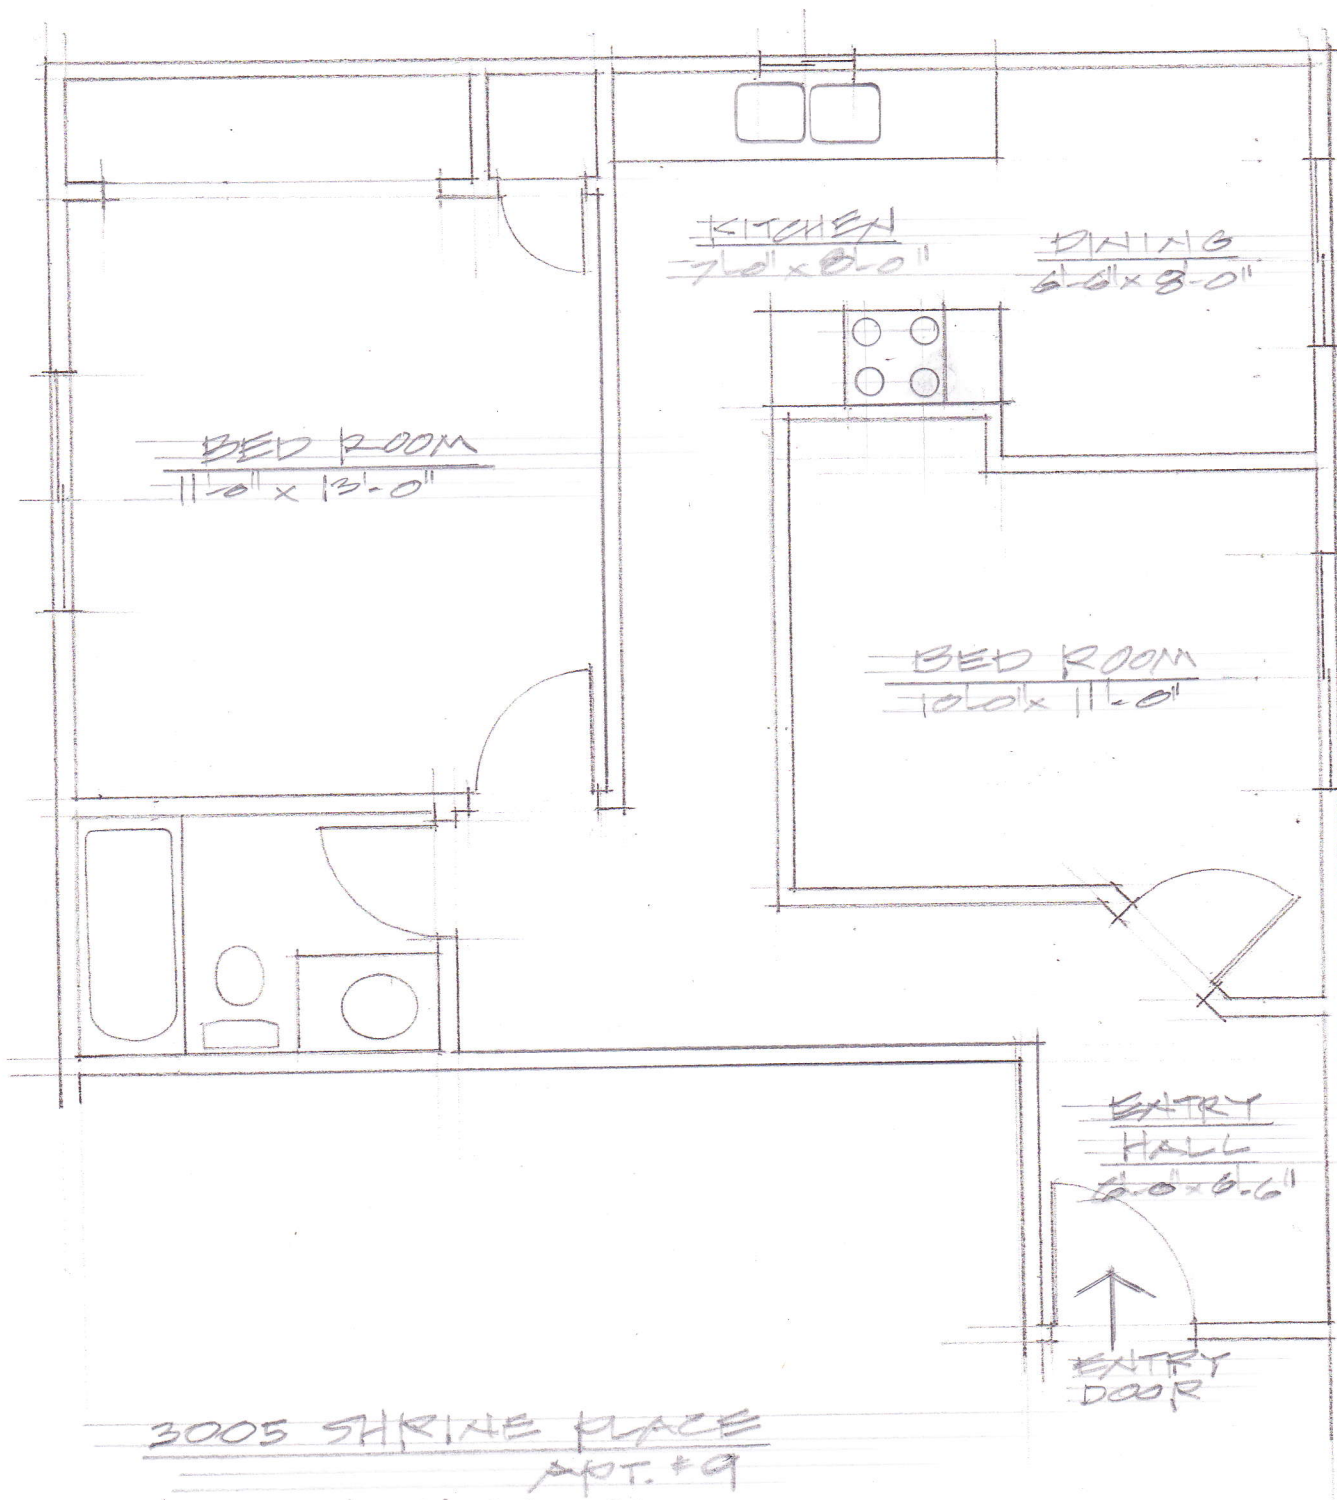 KITCHEN
7'-0" x 8'-0"
DINING
6'-6" x 8'-0"
BED ROOM
11'-0" x 13'-0"
BED ROOM
10'-0" x 11'-0"
ENTRY
HALL
6'-0" x 6'-6"
ENTRY
DOOR
3005 SHRINE PLACE
APT. #9